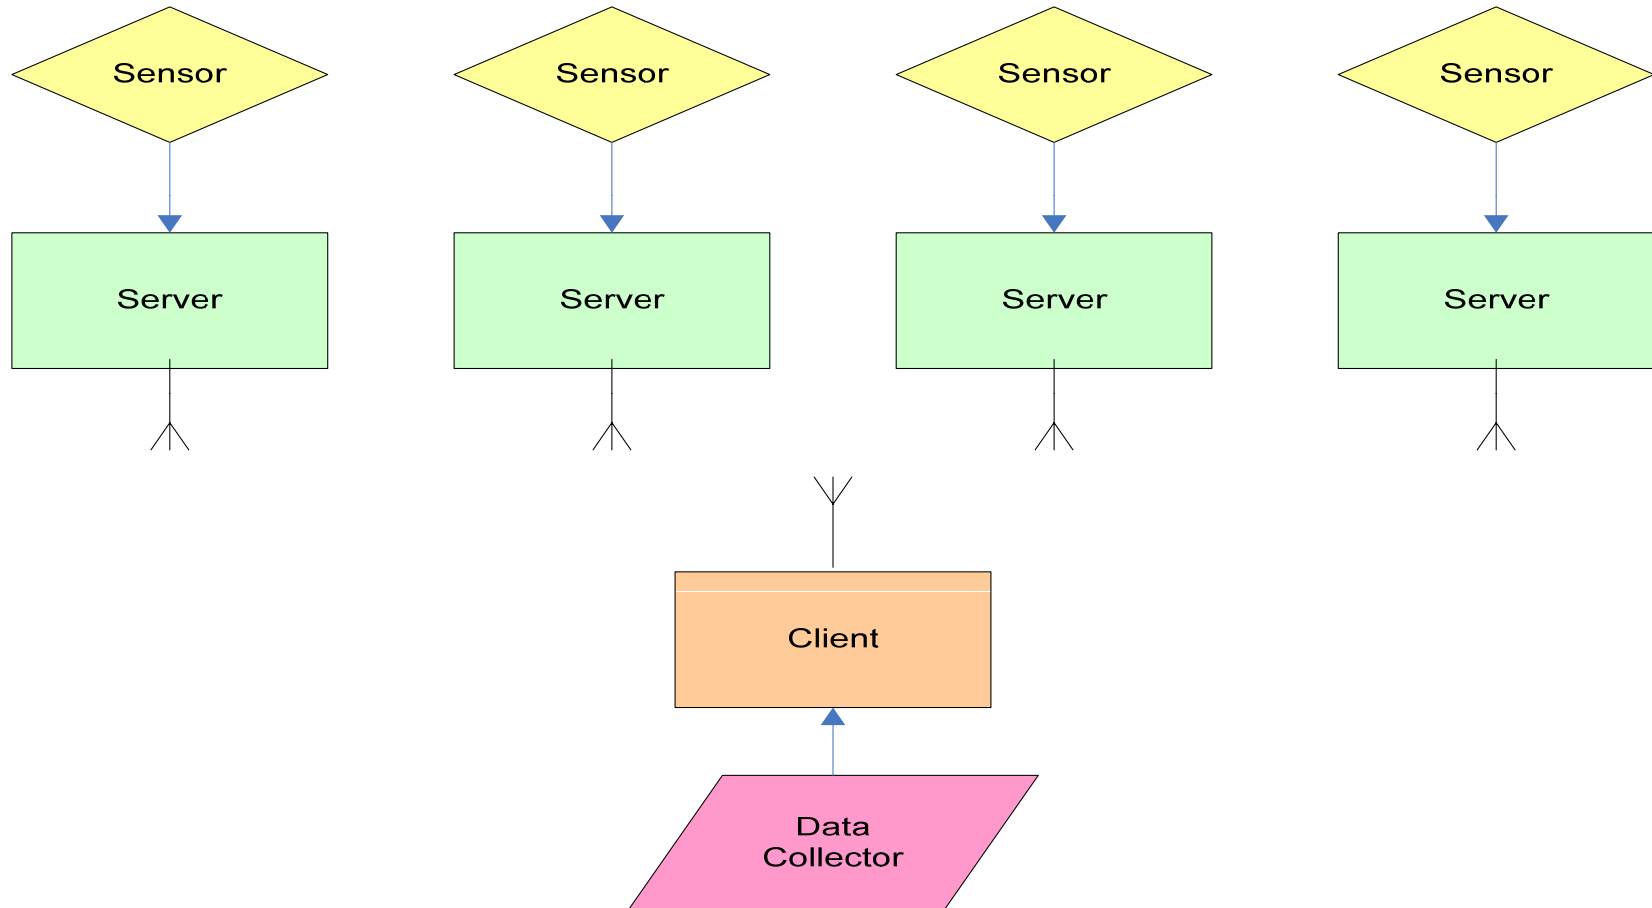 Sensor
Sensor
Sensor
Sensor
Server
Server
Server
Server
Client
Data
Collector